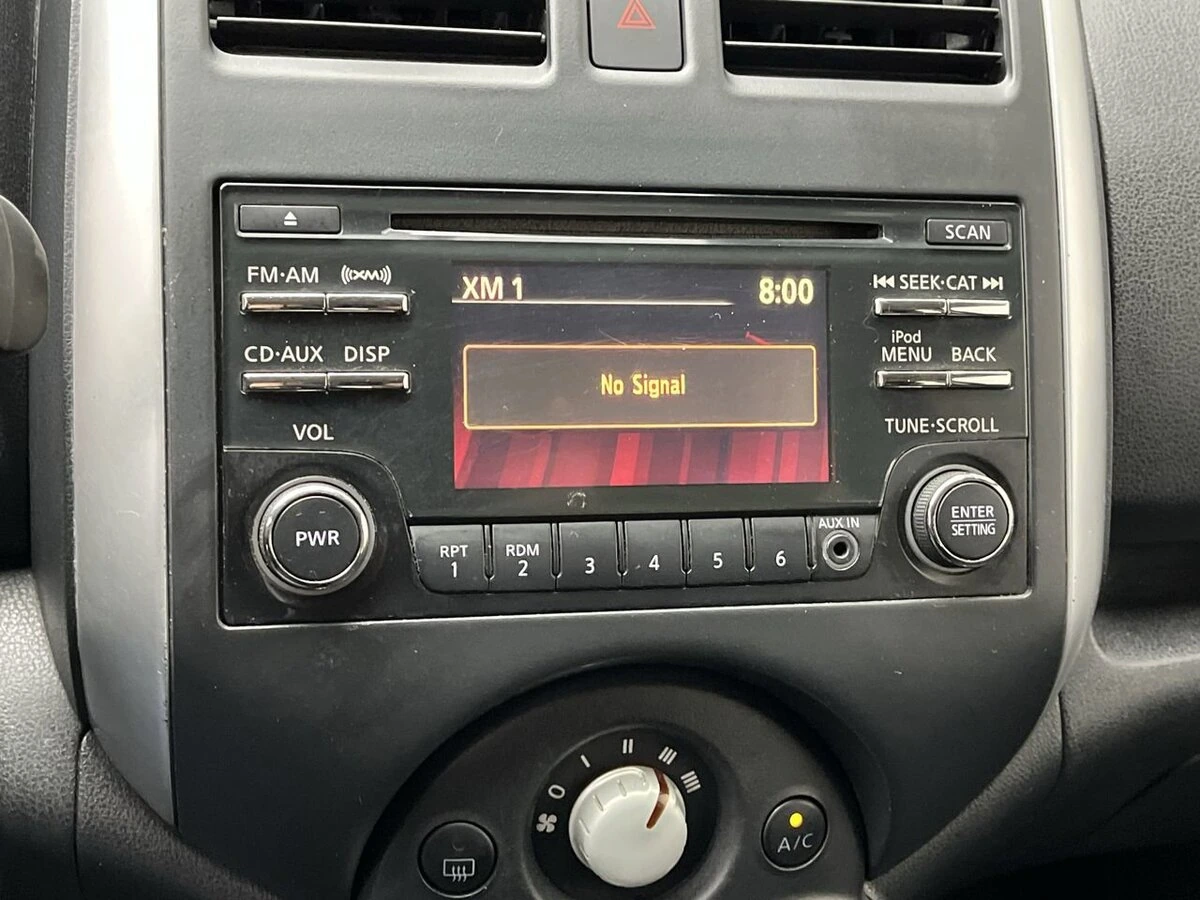 SCAN
FM·AM
((XM))
SEEK·CAT
XM 1
8:00
iPod
MENU
BACK
CD·AUX
DISP
No Signal
VOL
TUNE·SCROLL
PWR
ENTER
SETTING
RPT
1
RDM
2
3
4
5
6
AUX IN
0
I
II
III
IIII
A/C